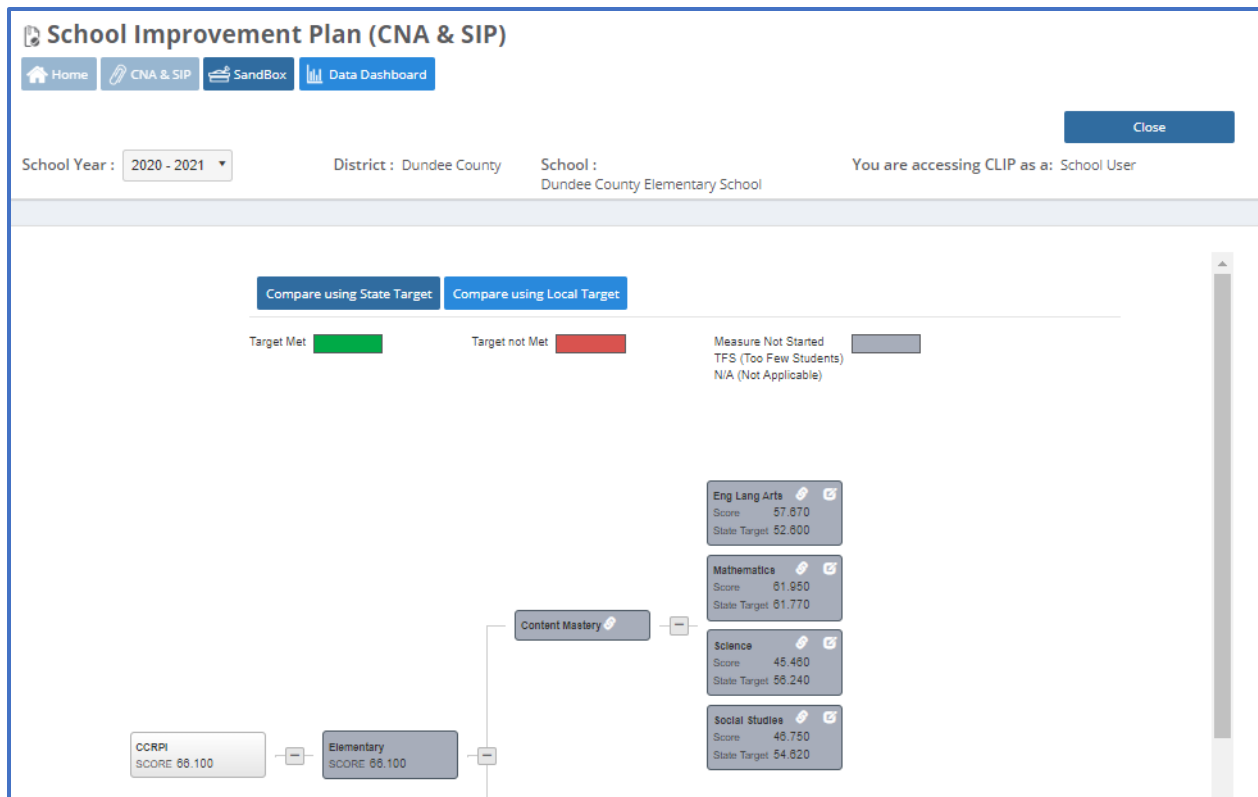 School Improvement Plan (CNA & SIP)
Home CNA & SIP SandBox Data Dashboard
Close
School Year : 2020 - 2021 District : Dundee County School : You are accessing CLIP as a: School User
Dundee County Elementary School
Compare using State Target Compare using Local Target
Target Met Target not Met Measure Not Started
TFS (Too Few Students)
N/A (Not Applicable)
Eng Lang Arts
Score 57.670
State Target 52.600
Mathematics
Score 61.950
State Target 61.770
Content Mastery
Science
Score 45.460
State Target 56.240
Social Studies
Score 46.750
State Target 54.620
CCRPI
SCORE 66.100
Elementary
SCORE 66.100